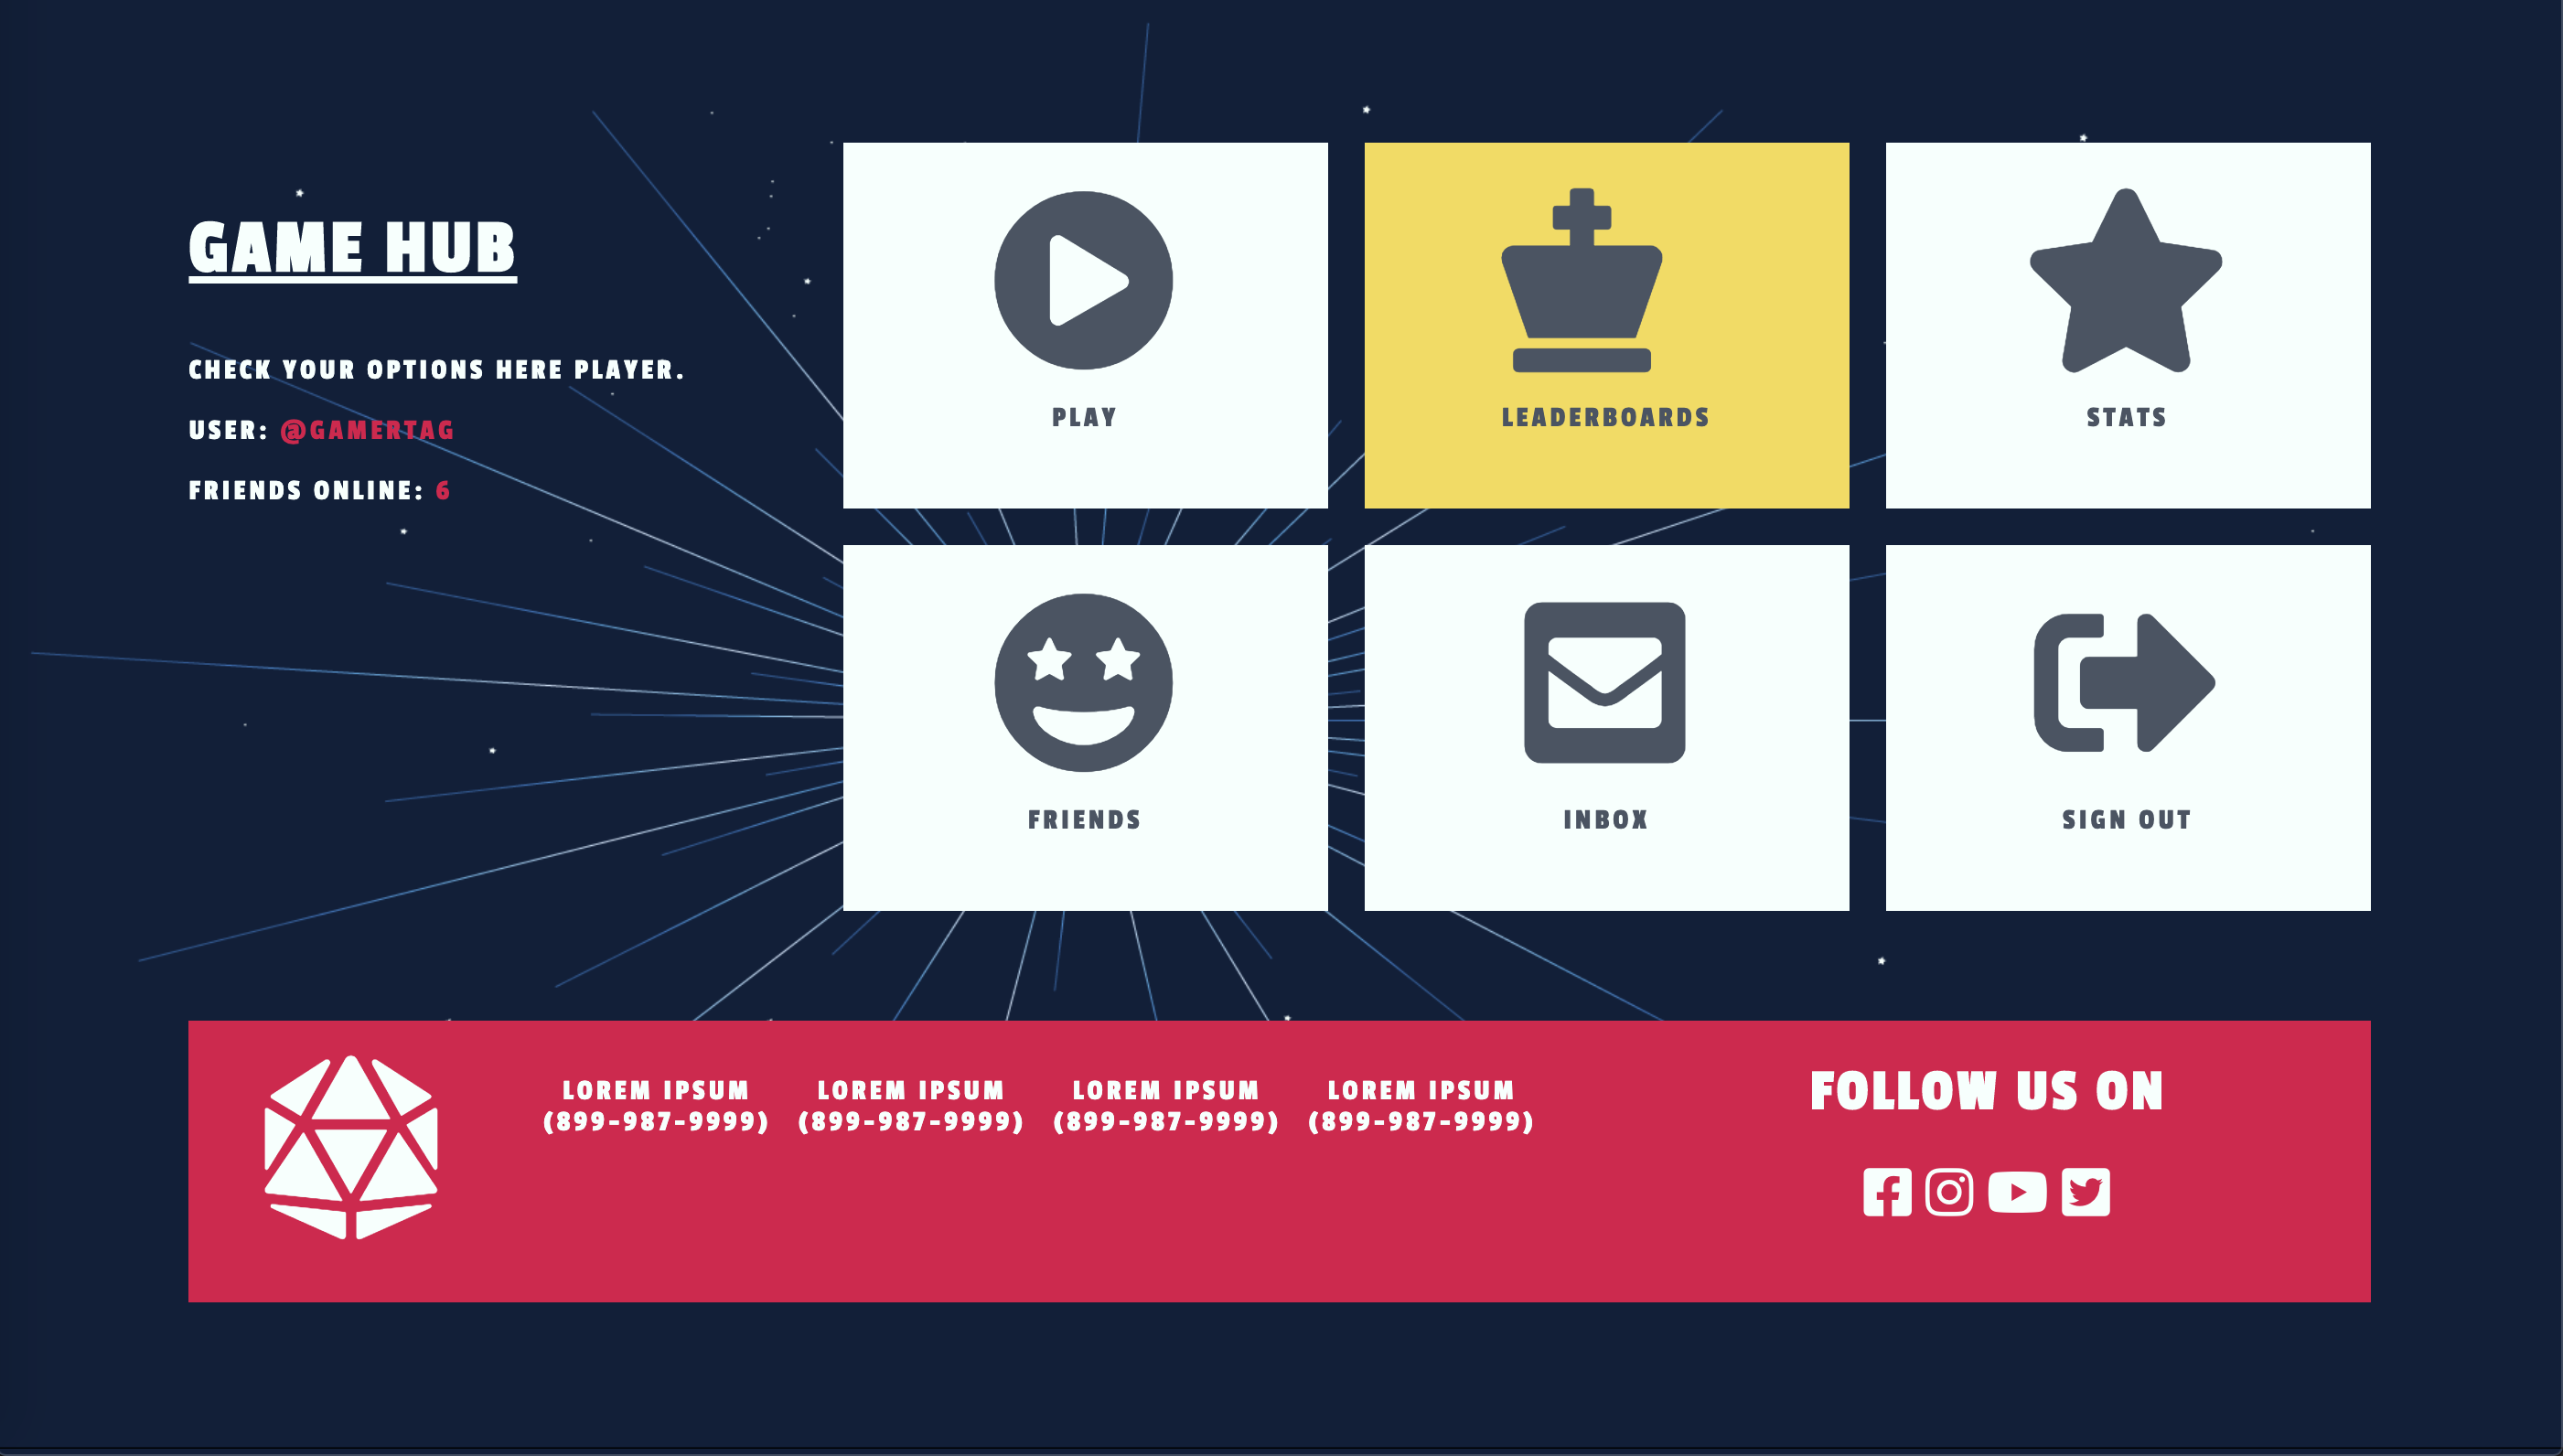 GAME HUB
CHECK YOUR OPTIONS HERE PLAYER.
USER: @GAMERTAG
FRIENDS ONLINE: 6
PLAY
LEADERBOARDS
STATS
FRIENDS
INBOX
SIGN OUT
LOREM IPSUM
(899-987-9999)
LOREM IPSUM
(899-987-9999)
LOREM IPSUM
(899-987-9999)
LOREM IPSUM
(899-987-9999)
FOLLOW US ON